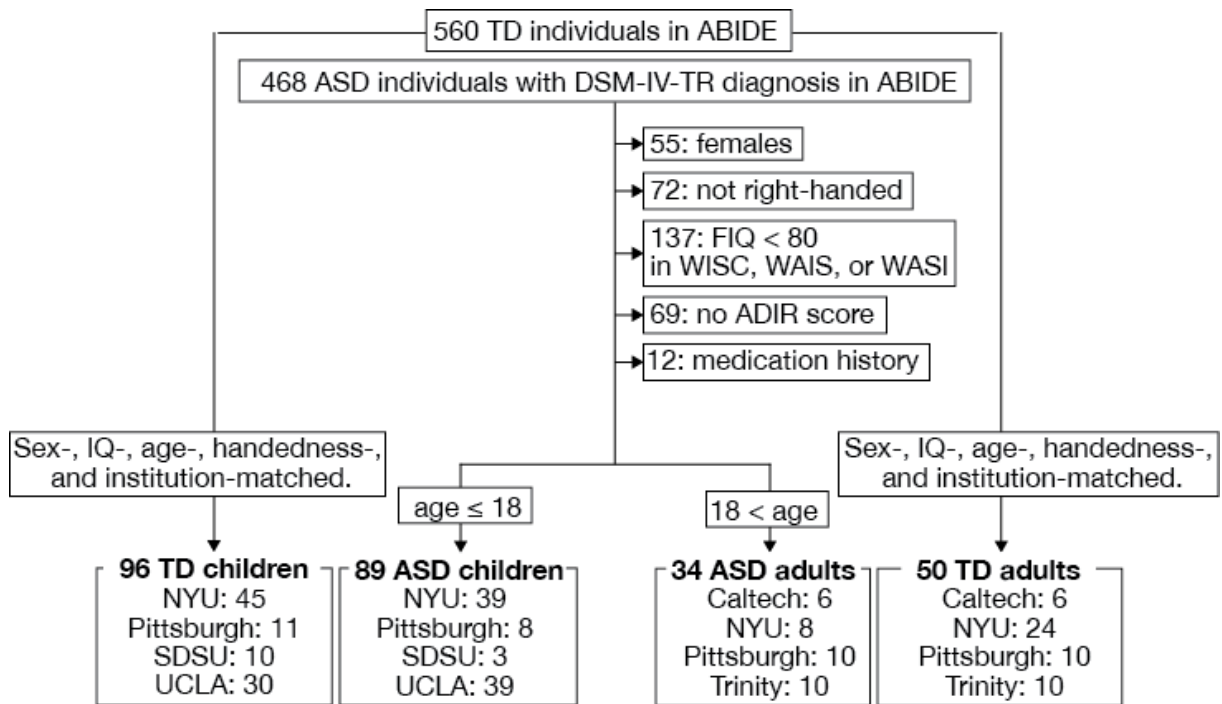 560 TD individuals in ABIDE
468 ASD individuals with DSM-IV-TR diagnosis in ABIDE
55: females
72: not right-handed
137: FIQ < 80
in WISC, WAIS, or WASI
69: no ADIR score
12: medication history
Sex-, IQ-, age-, handedness-,
and institution-matched.
age ≤ 18
18 < age
Sex-, IQ-, age-, handedness-,
and institution-matched.
96 TD children
NYU: 45
Pittsburgh: 11
SDSU: 10
UCLA: 30
89 ASD children
NYU: 39
Pittsburgh: 8
SDSU: 3
UCLA: 39
34 ASD adults
Caltech: 6
NYU: 8
Pittsburgh: 10
Trinity: 10
50 TD adults
Caltech: 6
NYU: 24
Pittsburgh: 10
Trinity: 10